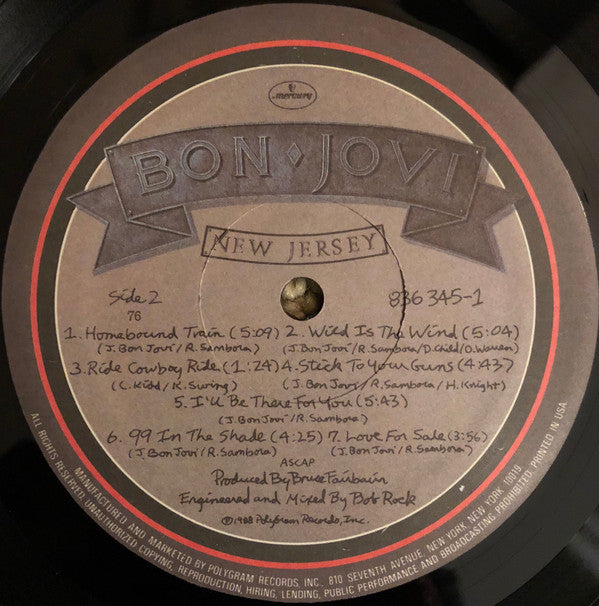 mercury
BON • JOVI
NEW JERSEY
Side 2
76
836 345-1
1. Homebound Train (5:09) 2. Wild Is The Wind (5:04)
(J. Bon Jovi/R. Sambora) (J. Bon Jovi/R. Sambora/D. Child/D. Warren)
3. Ride Cowboy Ride (1:24) 4. Stick To Your Guns (4:43)
(C. Kidd/K. Swing) (J. Bon Jovi/R. Sambora/H. Knight)
5. I'll Be There For You (5:43)
(J. Bon Jovi/R. Sambora)
6. 99 In The Shade (4:25) 7. Love For Sale (3:56)
(J. Bon Jovi/R. Sambora) (J. Bon Jovi/R. Sambora)
ASCAP
Produced By Bruce Fairbairn
Engineered and Mixed By Bob Rock
℗©1988 Polygram Records, Inc.
MANUFACTURED AND MARKETED BY POLYGRAM RECORDS, INC., 810 SEVENTH AVENUE, NEW YORK, NEW YORK 10019.
ALL RIGHTS RESERVED. UNAUTHORIZED COPYING, REPRODUCTION, HIRING, LENDING, PUBLIC PERFORMANCE AND BROADCASTING PROHIBITED. PRINTED IN USA.